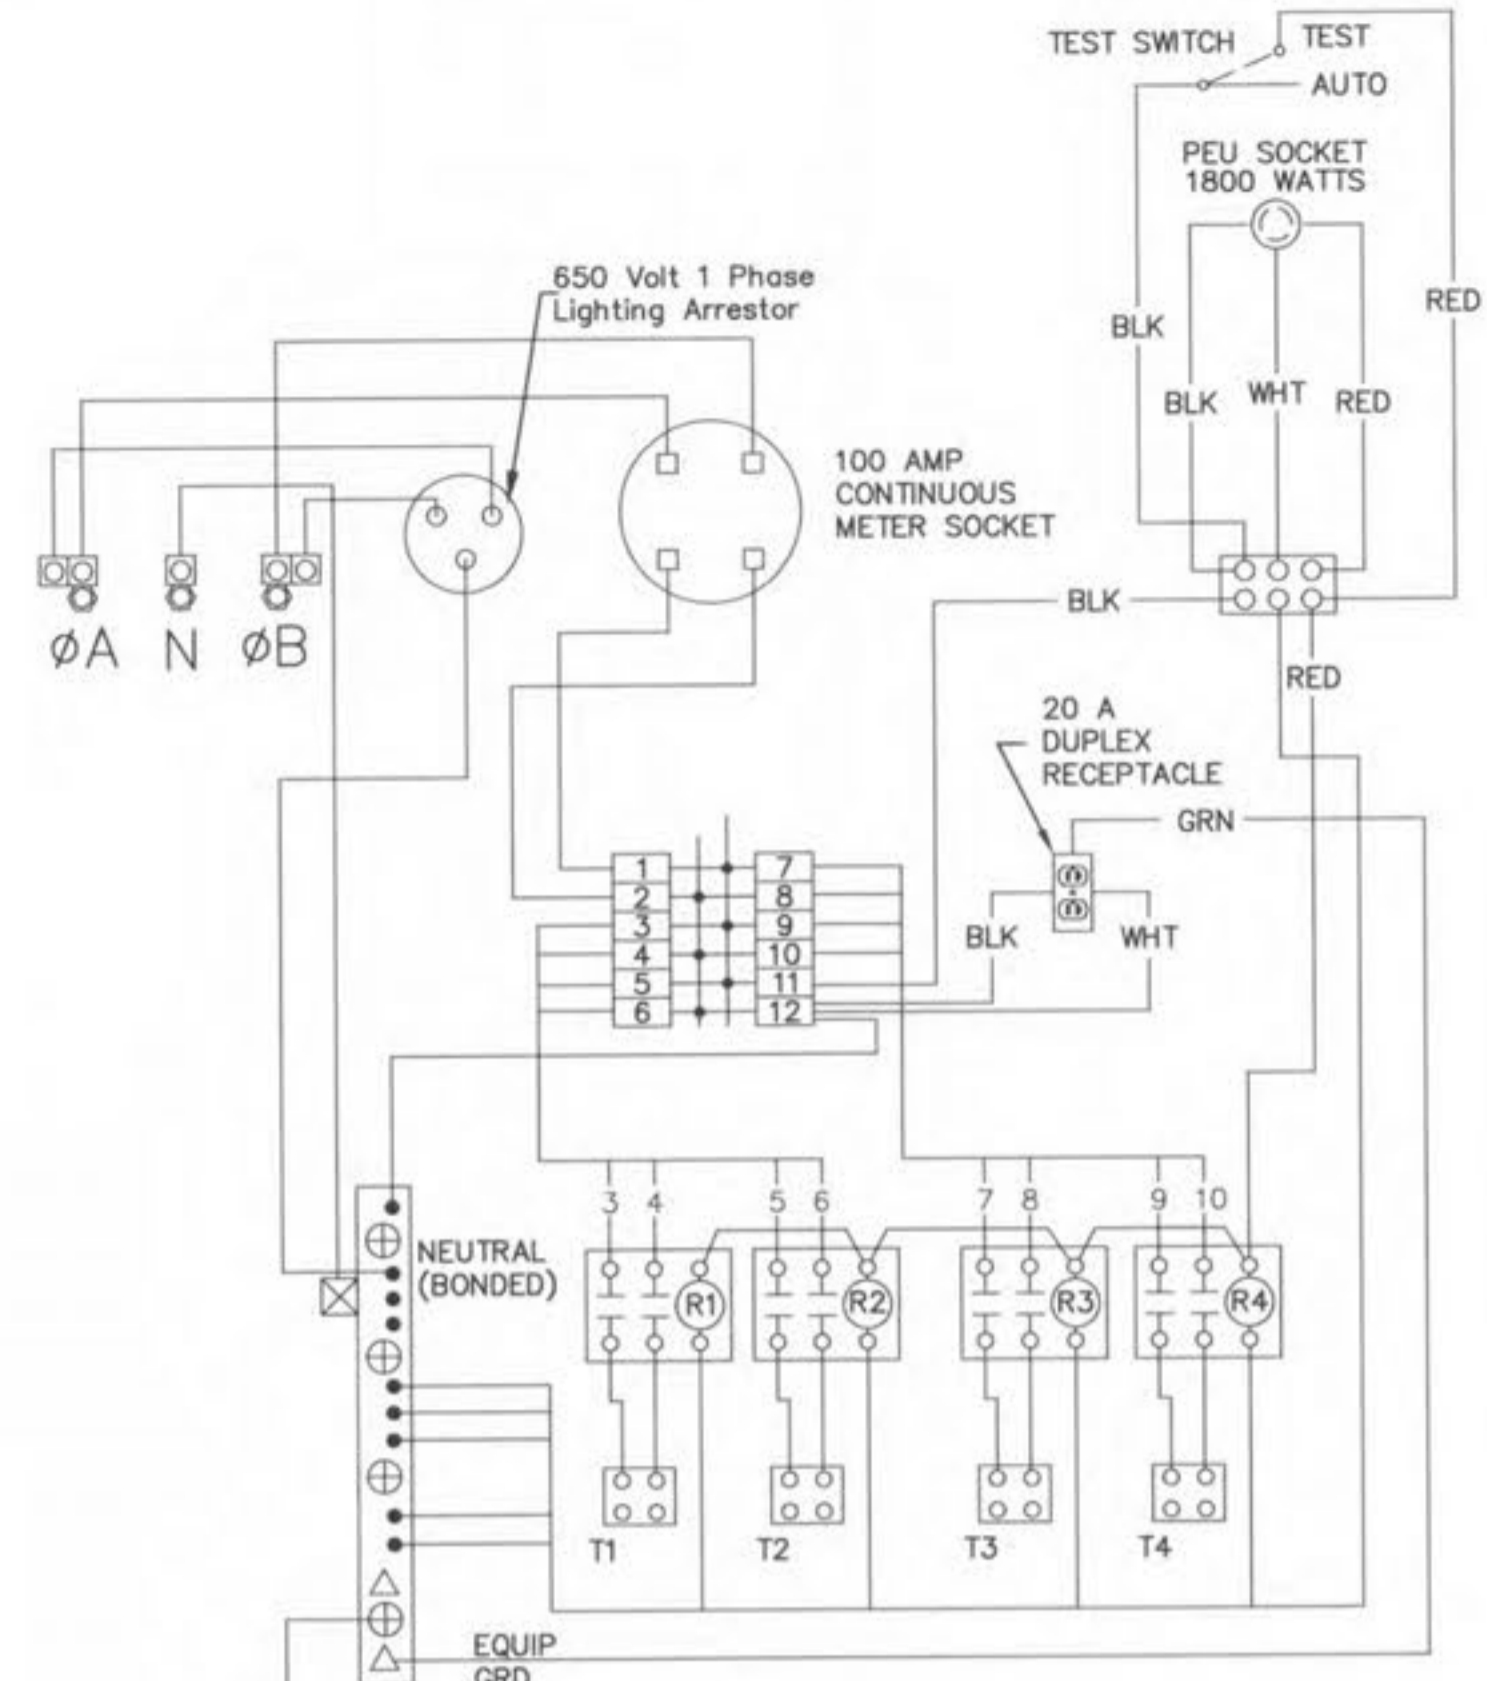 TEST SWITCH
TEST
AUTO
PEU SOCKET
1800 WATTS
650 Volt 1 Phase
Lighting Arrestor
RED
BLK
BLK
WHT
RED
100 AMP
CONTINUOUS
METER SOCKET
BLK
ØA
N
ØB
RED
20 A
DUPLEX
RECEPTACLE
GRN
1
7
2
8
3
9
4
10
5
11
6
12
BLK
WHT
3
4
5
6
7
8
9
10
NEUTRAL
(BONDED)
R1
R2
R3
R4
T1
T2
T3
T4
EQUIP
GRD